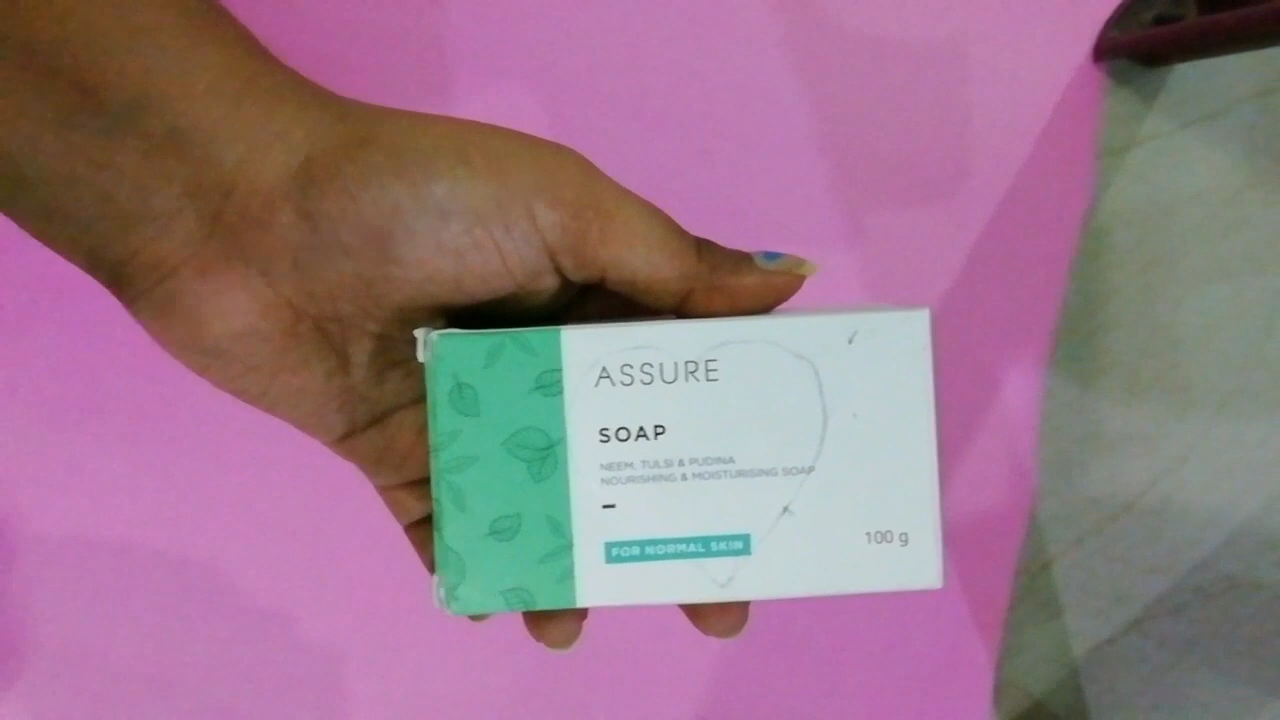 ASSURE
SOAP
NEEM, TULSI & PUDINA
NOURISHING & MOISTURISING SOAP
FOR NORMAL SKIN
100 g